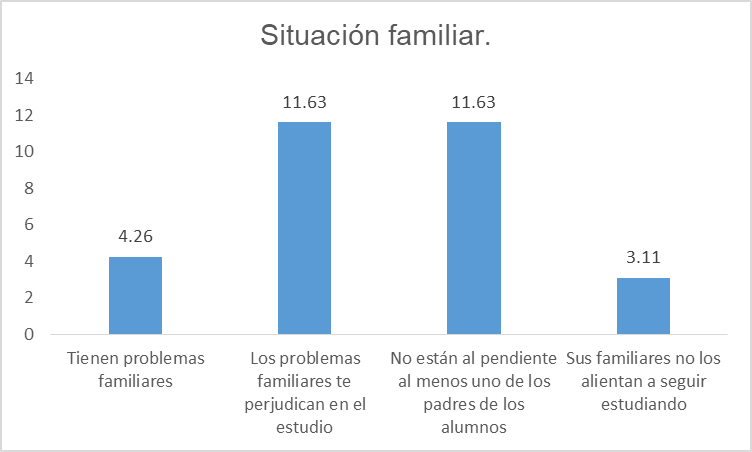 Situación familiar.
14
12
10
8
6
4
2
0
4.26
11.63
11.63
3.11
Tienen problemas
familiares
Los problemas
familiares te
perjudican en el
estudio
No están al pendiente
al menos uno de los
padres de los
alumnos
Sus familiares no los
alientan a seguir
estudiando